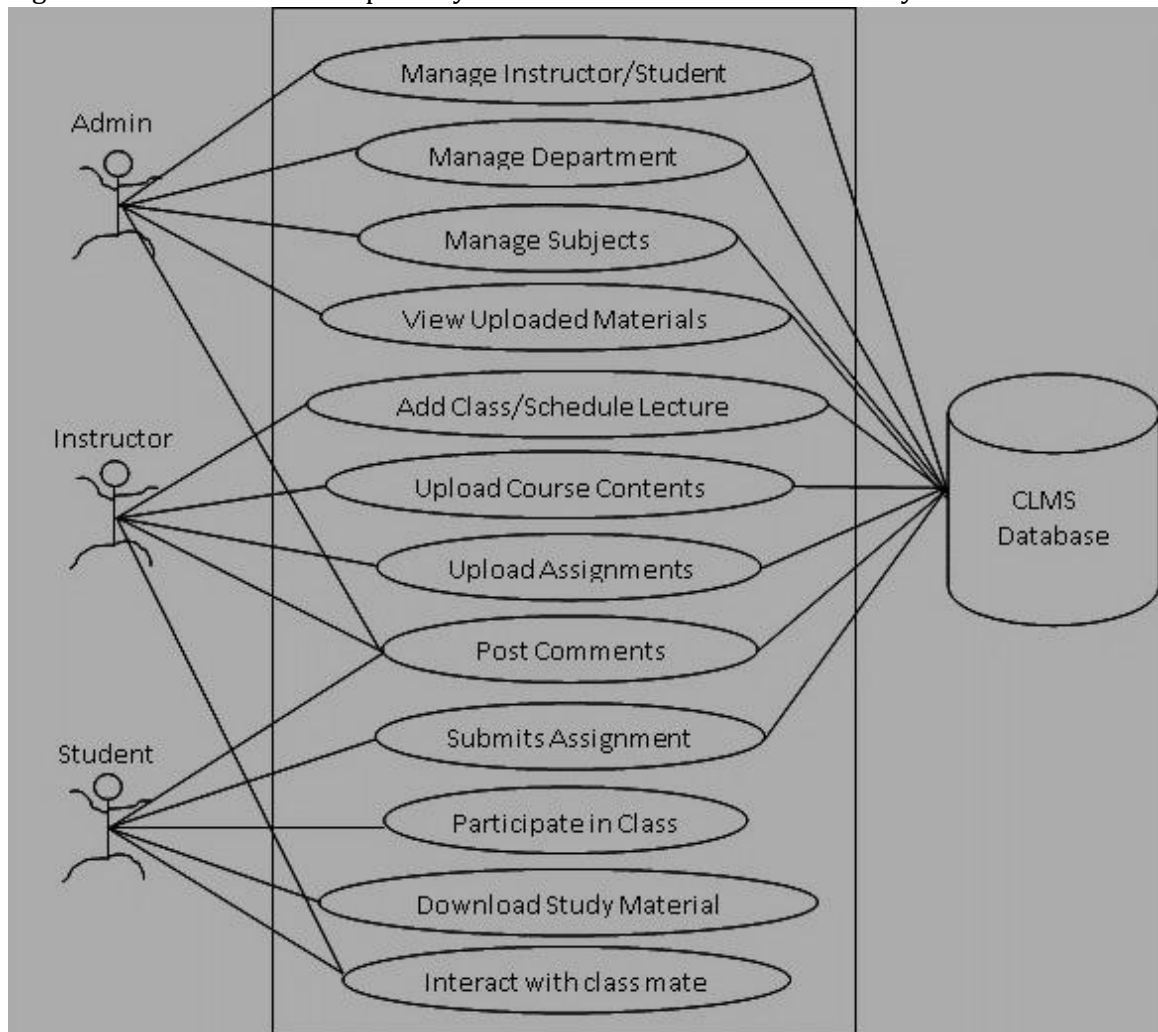 Manage Instructor/Student
Admin
Manage Department
Manage Subjects
View Uploaded Materials
Add Class/Schedule Lecture
Instructor
Upload Course Contents
CLMS
Database
Upload Assignments
Post Comments
Submits Assignment
Student
Participate in Class
Download Study Material
Interact with class mate